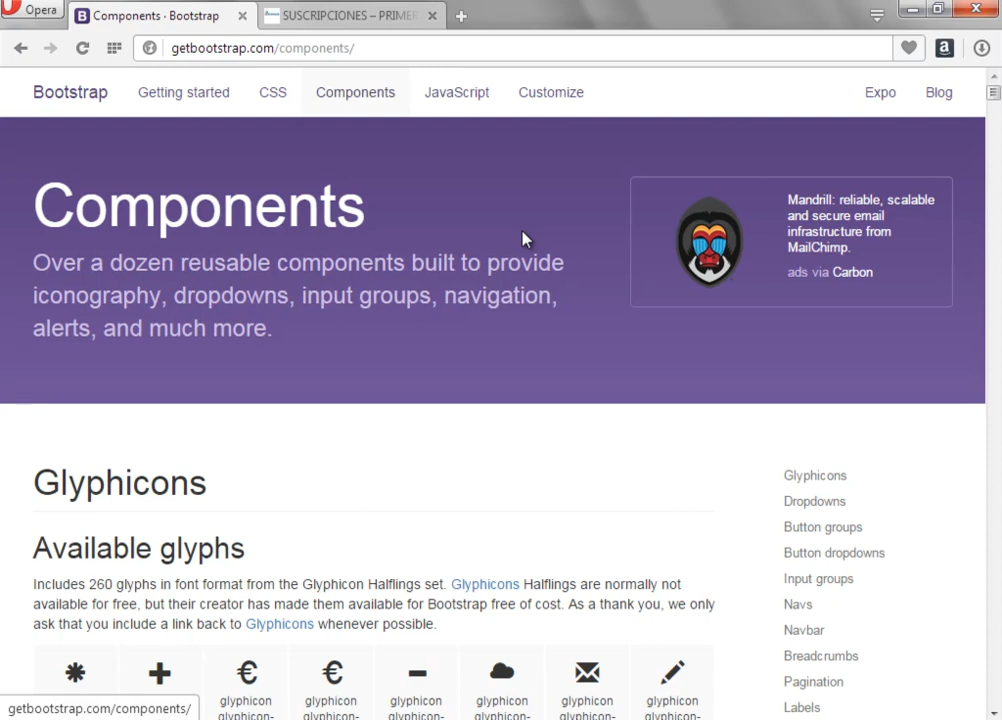 Opera
Components · Bootstrap
SUSCRIPCIONES – PRIMER
getbootstrap.com/components/
Bootstrap
Getting started
CSS
Components
JavaScript
Customize
Expo
Blog
Components
Over a dozen reusable components built to provide
iconography, dropdowns, input groups, navigation,
alerts, and much more.
Mandrill: reliable, scalable
and secure email
infrastructure from
MailChimp.
ads via Carbon
Glyphicons
Available glyphs
Includes 260 glyphs in font format from the Glyphicon Halflings set. Glyphicons Halflings are normally not
available for free, but their creator has made them available for Bootstrap free of cost. As a thank you, we only
ask that you include a link back to Glyphicons whenever possible.
glyphicon glyphicon glyphicon glyphicon glyphicon glyphicon
glyphicon- glyphicon- glyphicon- glyphicon- glyphicon- glyphicon-
Glyphicons
Dropdowns
Button groups
Button dropdowns
Input groups
Navs
Navbar
Breadcrumbs
Pagination
Labels
getbootstrap.com/components/